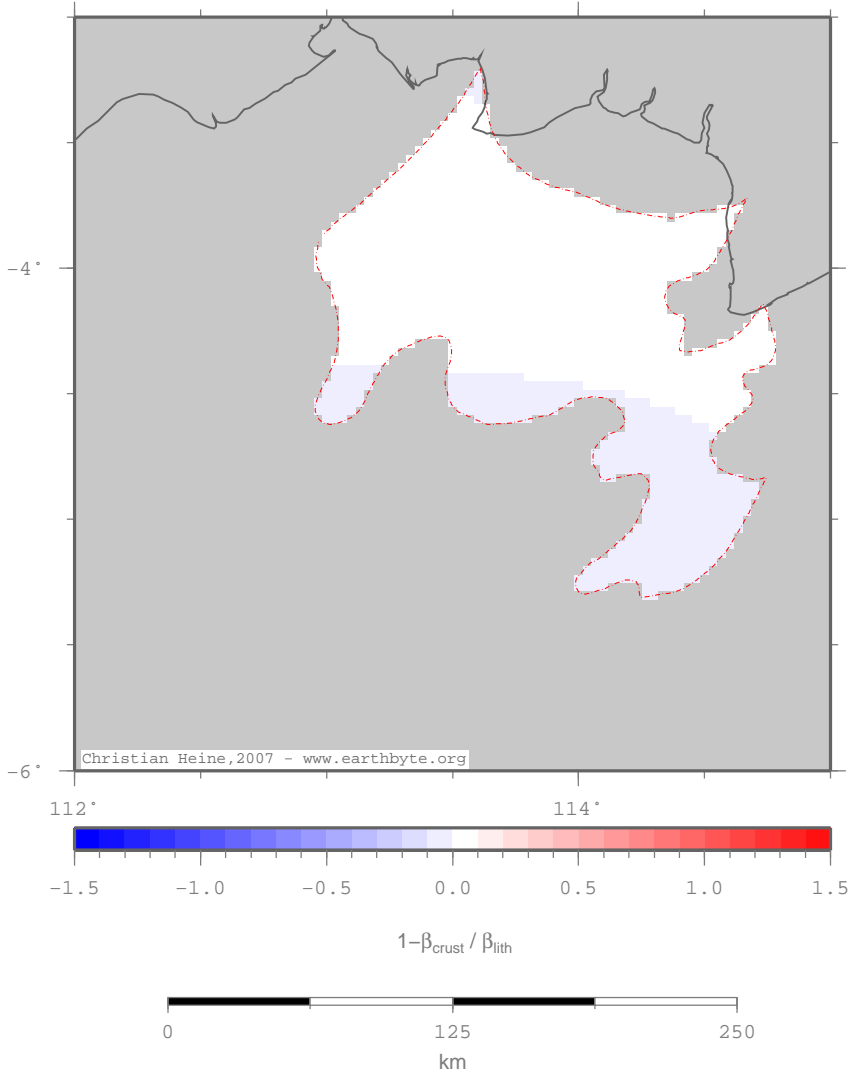 −4°
−6°
Christian Heine,2007 - www.earthbyte.org
112° 114°
−1.5 −1.0 −0.5 0.0 0.5 1.0 1.5
1−βcrust / βlith
0 125 250
km